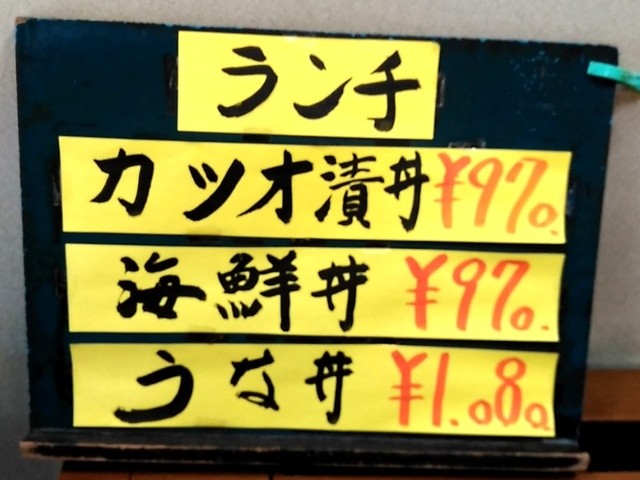 ランチ
カツオ漬丼 ¥970.
海鮮丼 ¥970.
うな丼 ¥1.080